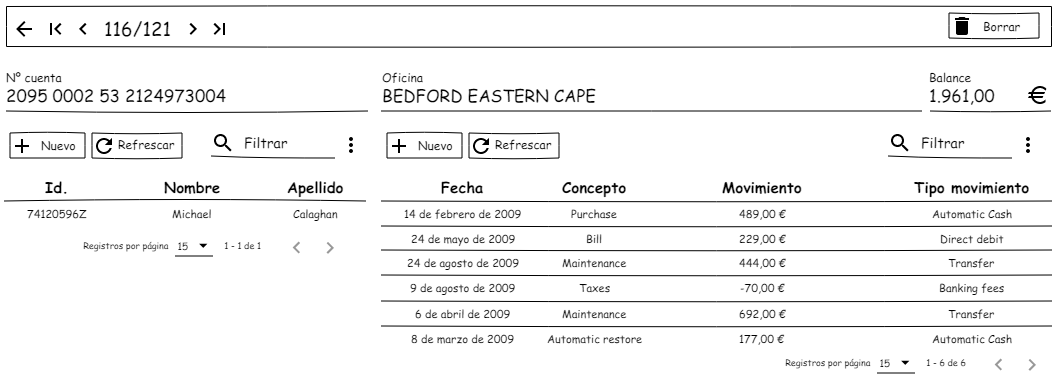 116/121 Borrar
Nº cuenta Oficina Balance
2095 0002 53 2124973004 BEDFORD EASTERN CAPE 1.961,00 €
Nuevo Refrescar Filtrar Nuevo Refrescar Filtrar
Id. Nombre Apellido Fecha Concepto Movimiento Tipo movimiento
74120596Z Michael Calaghan 14 de febrero de 2009 Purchase 489,00 € Automatic Cash
Registros por página 15 1 - 1 de 1 24 de mayo de 2009 Bill 229,00 € Direct debit
24 de agosto de 2009 Maintenance 444,00 € Transfer
9 de agosto de 2009 Taxes -70,00 € Banking fees
6 de abril de 2009 Maintenance 692,00 € Transfer
8 de marzo de 2009 Automatic restore 177,00 € Automatic Cash
Registros por página 15 1 - 6 de 6